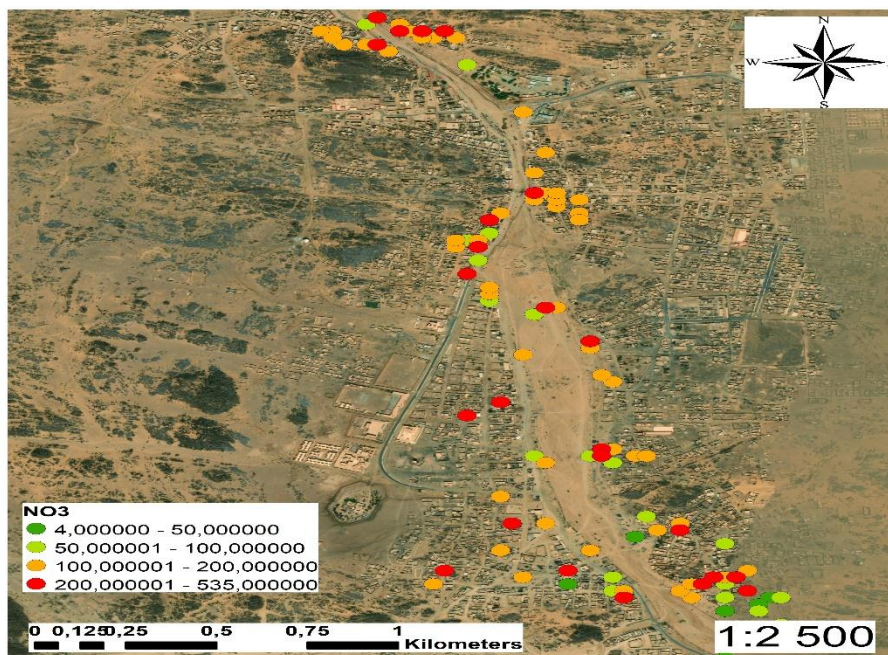 N
W
S
NO3
4,000000 - 50,000000
50,000001 - 100,000000
100,000001 - 200,000000
200,000001 - 535,000000
0 0,125 0,25 0,5 0,75 1
Kilometers
1:2 500